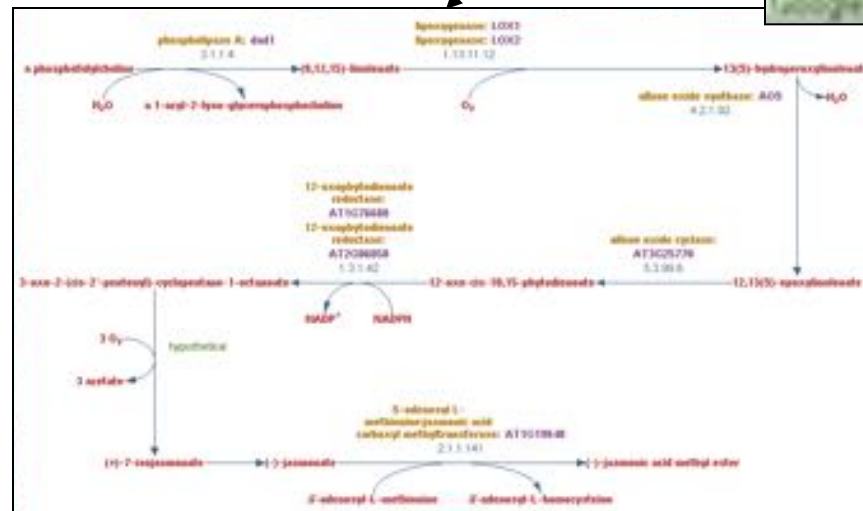 phospholipase A: dad1
3.1.1.4
lipoxygenase: LOX3
lipoxygenase: LOX2
1.13.11.12
a phosphatidylcholine
(9,12,15)-linolenate
13(S)-hydroperoxylinolenate
H₂O
a 1-acyl-2-lyso-glycerophosphocholine
O₂
allene oxide synthase: AOS
4.2.1.92
H₂O
12-oxophytodienoate
reductase:
12-oxophytodienoate
reductase:
1.3.1.42
allene oxide cyclase:
AT3G25770
5.3.99.6
3-oxo-2-(cis-2'-pentenyl)-cyclopentane-1-octanoate
12-oxo-cis-10,15-phytodienoate
12,13(S)-epoxylinolenate
NADP⁺
NADPH
3 O₂
hypothetical
3 acetate
S-adenosyl-L-
methionine:jasmonic acid
carboxyl methyltransferase: AT1G19640
2.1.1.141
(+)-7-isojasmonate
(-)-jasmonate
(-)-jasmonic acid methyl ester
S-adenosyl-L-methionine
S-adenosyl-L-homocysteine